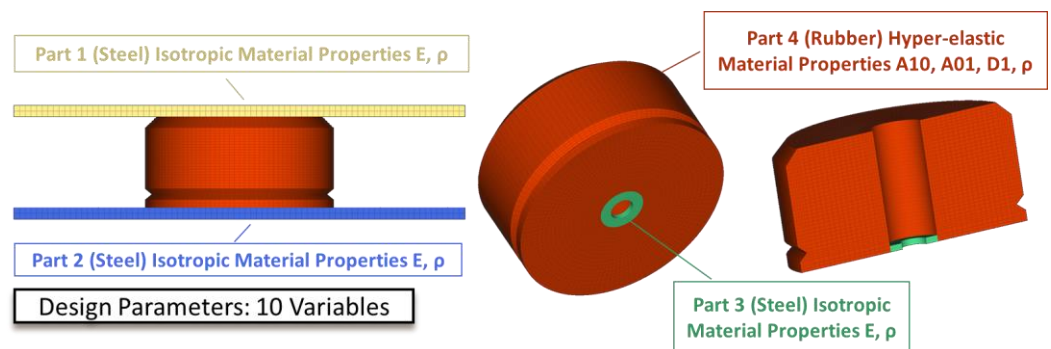 Part 1 (Steel) Isotropic Material Properties E, ρ
Part 2 (Steel) Isotropic Material Properties E, ρ
Design Parameters: 10 Variables
Part 4 (Rubber) Hyper-elastic
Material Properties A10, A01, D1, ρ
Part 3 (Steel) Isotropic
Material Properties E, ρ